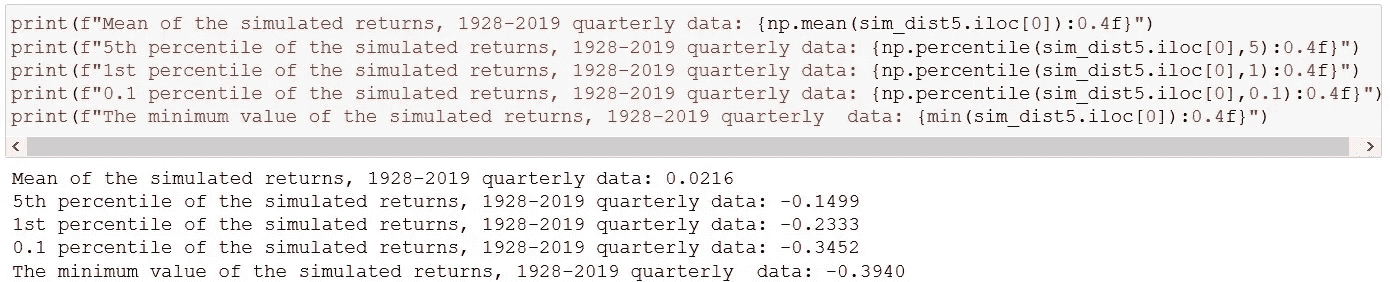 print(f"Mean of the simulated returns, 1928-2019 quarterly data: {np.mean(sim_dist5.iloc[0]):0.4f}")
print(f"5th percentile of the simulated returns, 1928-2019 quarterly data: {np.percentile(sim_dist5.iloc[0],5):0.4f}")
print(f"1st percentile of the simulated returns, 1928-2019 quarterly data: {np.percentile(sim_dist5.iloc[0],1):0.4f}")
print(f"0.1 percentile of the simulated returns, 1928-2019 quarterly data: {np.percentile(sim_dist5.iloc[0],0.1):0.4f}")
print(f"The minimum value of the simulated returns, 1928-2019 quarterly  data: {min(sim_dist5.iloc[0]):0.4f}")
Mean of the simulated returns, 1928-2019 quarterly data: 0.0216
5th percentile of the simulated returns, 1928-2019 quarterly data: -0.1499
1st percentile of the simulated returns, 1928-2019 quarterly data: -0.2333
0.1 percentile of the simulated returns, 1928-2019 quarterly data: -0.3452
The minimum value of the simulated returns, 1928-2019 quarterly  data: -0.3940